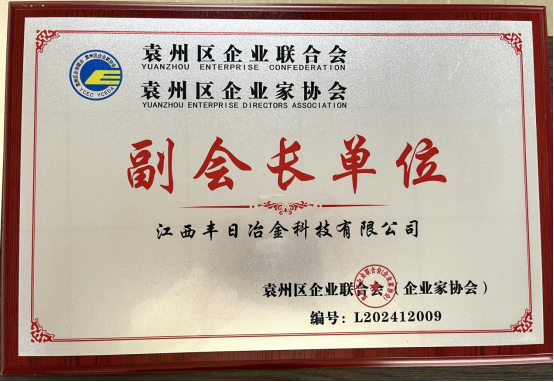 袁州区企业联合会
YUANZHOU ENTERPRISE CONFEDERATION
袁州区企业家协会
YUANZHOU ENTERPRISE DIRECTORS ASSOCIATION
YCEC YCEDA
副会长单位
江西丰日冶金科技有限公司
袁州区企业联合会（企业家协会）
编号：L202412009